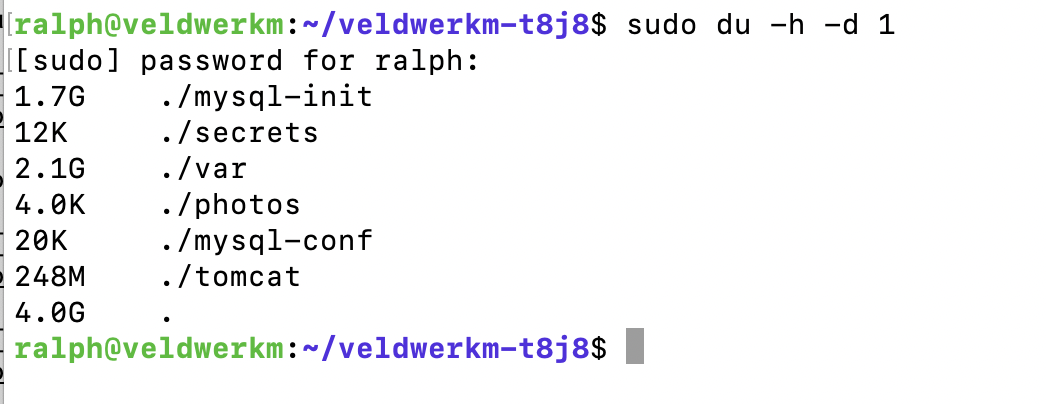 ralph@veldwerkm:~/veldwerkm-t8j8$ sudo du -h -d 1
[[sudo] password for ralph:
1.7G    ./mysql-init
12K     ./secrets
2.1G    ./var
4.0K    ./photos
20K     ./mysql-conf
248M    ./tomcat
4.0G    .
ralph@veldwerkm:~/veldwerkm-t8j8$